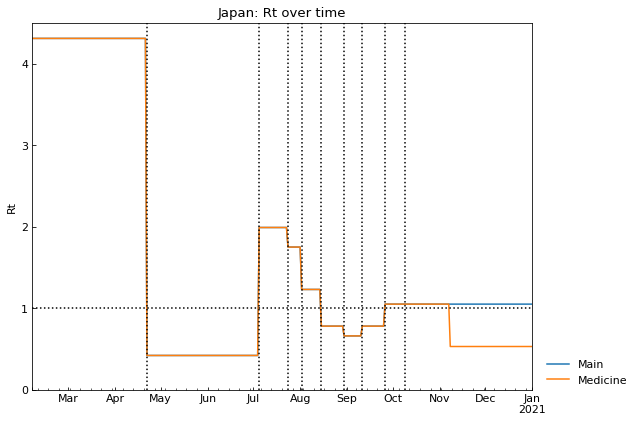 Japan: Rt over time
Rt
4
3
2
1
0
Mar Apr May Jun Jul Aug Sep Oct Nov Dec Jan
2021
Main
Medicine